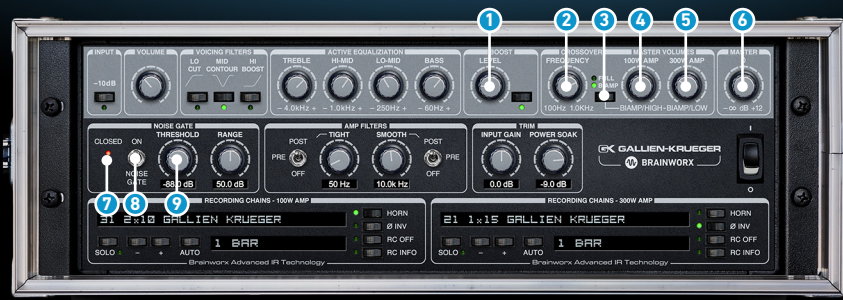 1 2 3 4 5 6
INPUT VOLUME VOICING FILTERS ACTIVE EQUALIZIATION BOOST CROSSOVER MASTER VOLUMES MASTER
LO CUT MID CONTOUR HI BOOST
TREBLE HI-MID LO-MID BASS
LEVEL
FREQUENCY
FULL
BIAMP
100W AMP 300W AMP
-10dB
- 4.0kHz + - 1.0kHz + - 250Hz + - 60Hz +
100Hz 1.0KHz
BIAMP/HIGH BIAMP/LOW
-∞ dB +12
NOISE GATE AMP FILTERS TRIM
CLOSED ON THRESHOLD RANGE
NOISE GATE
-88.0 dB 50.0 dB
POST PRE OFF
TIGHT SMOOTH
50 Hz 10.0k Hz
POST PRE OFF
INPUT GAIN POWER SOAK
0.0 dB -9.0 dB
GK GALLIEN-KRUEGER
BRAINWORX
I
O
7 8 9
RECORDING CHAINS - 100W AMP
31 2x10 GALLIEN KRUEGER
HORN
Ø INV
RC OFF
RC INFO
SOLO - + AUTO
1 BAR
Brainworx Advanced IR Technology
RECORDING CHAINS - 300W AMP
21 1x15 GALLIEN KRUEGER
HORN
Ø INV
RC OFF
RC INFO
SOLO - + AUTO
1 BAR
Brainworx Advanced IR Technology